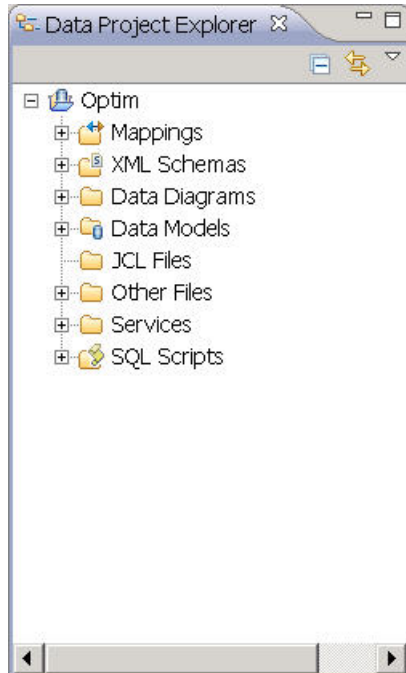 Data Project Explorer
Optim
Mappings
XML Schemas
Data Diagrams
Data Models
JCL Files
Other Files
Services
SQL Scripts